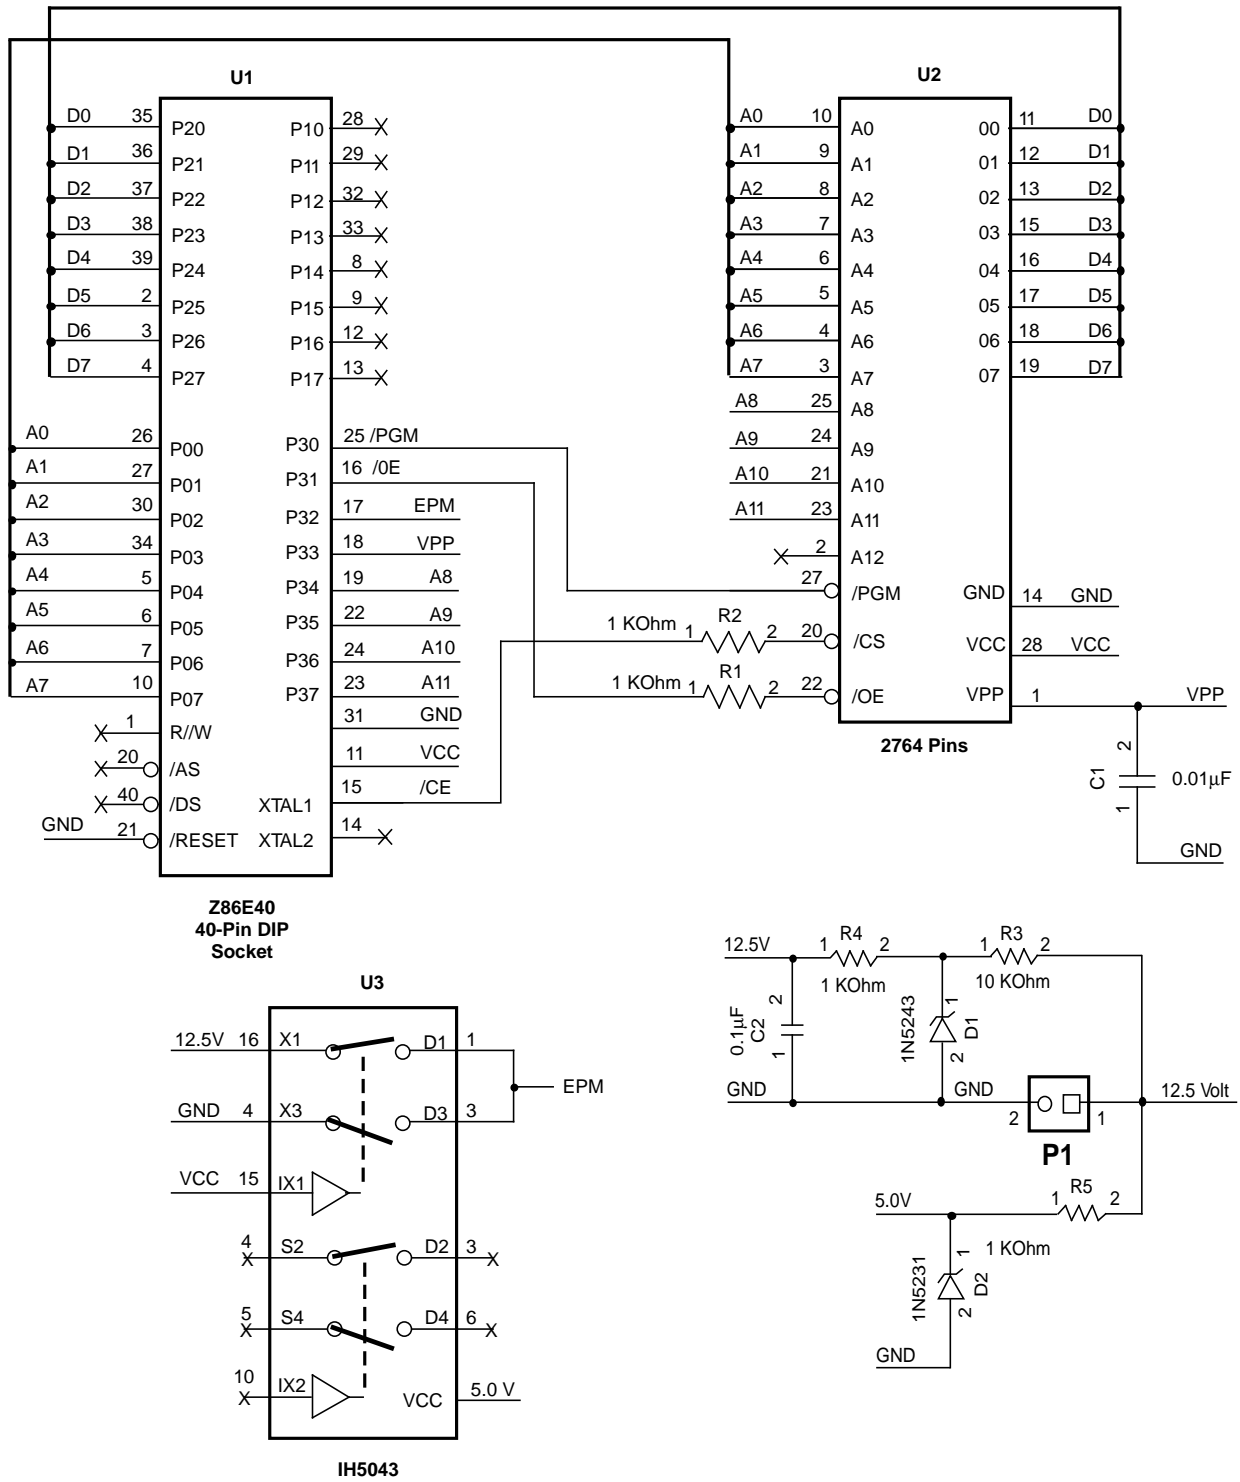 U1
U2
D0 35 P20 P10 28
D1 36 P21 P11 29
D2 37 P22 P12 32
D3 38 P23 P13 33
D4 39 P24 P14 8
D5 2 P25 P15 9
D6 3 P26 P16 12
D7 4 P27 P17 13
A0 26 P00 P30 25 /PGM
A1 27 P01 P31 16 /0E
A2 30 P02 P32 17 EPM
A3 34 P03 P33 18 VPP
A4 5 P04 P34 19 A8
A5 6 P05 P35 22 A9
A6 7 P06 P36 24 A10
A7 10 P07 P37 23 A11
1 R//W 31 GND
20 /AS 11 VCC
40 /DS XTAL1 15 /CE
GND 21 /RESET XTAL2 14
Z86E40
40-Pin DIP
Socket
A0 10 A0 00 11 D0
A1 9 A1 01 12 D1
A2 8 A2 02 13 D2
A3 7 A3 03 15 D3
A4 6 A4 04 16 D4
A5 5 A5 05 17 D5
A6 4 A6 06 18 D6
A7 3 A7 07 19 D7
A8 25 A8
A9 24 A9
A10 21 A10
A11 23 A11
2 A12
27 /PGM GND 14 GND
1 KOhm 1 R2 2 20 /CS VCC 28 VCC
1 KOhm 1 R1 2 22 /OE VPP 1 VPP
2764 Pins
2
C1 0.01µF
1
GND
U3
12.5V 16 X1 D1 1
EPM
GND 4 X3 D3 3
VCC 15 IX1
4 S2 D2 3
5 S4 D4 6
10 IX2 VCC 5.0 V
IH5043
12.5V 1 R4 2 1 R3 2
1 KOhm 10 KOhm
0.1µF C2 2 1
1N5243 D1 1 2
GND GND 2 1 12.5 Volt
P1
5.0V 1 R5 2
1 KOhm
1N5231 D2 1 2
GND